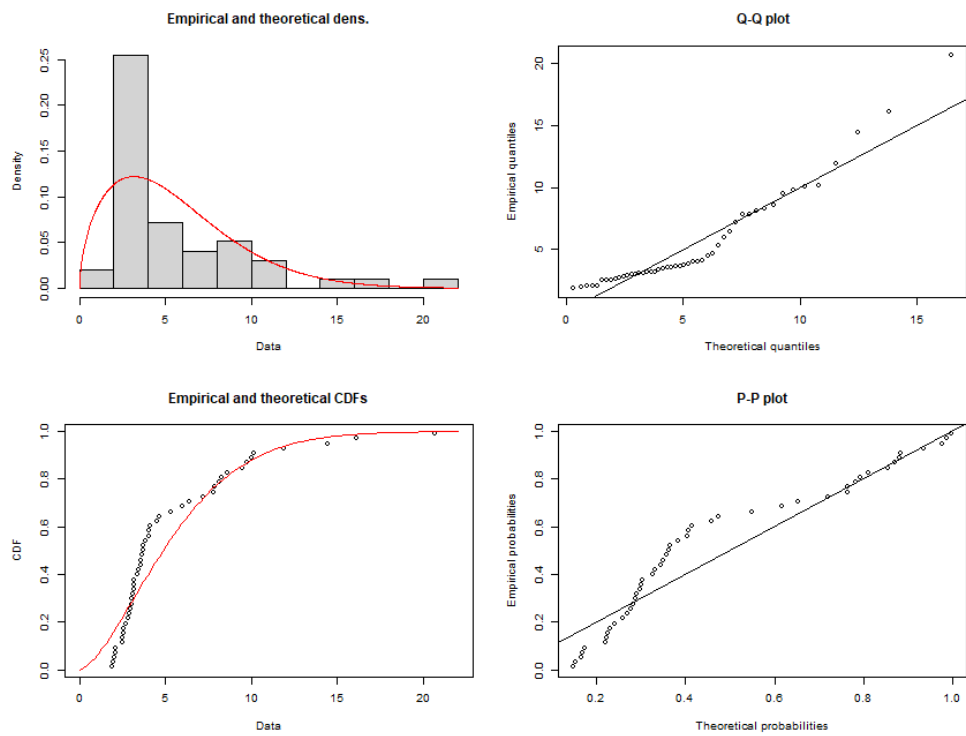 Empirical and theoretical dens.
Density
0.00 0.05 0.10 0.15 0.20 0.25
0 5 10 15 20
Data
Q-Q plot
Empirical quantiles
5 10 15 20
0 5 10 15
Theoretical quantiles
Empirical and theoretical CDFs
CDF
0.0 0.2 0.4 0.6 0.8 1.0
0 5 10 15 20
Data
P-P plot
Empirical probabilities
0.0 0.2 0.4 0.6 0.8 1.0
0.2 0.4 0.6 0.8 1.0
Theoretical probabilities